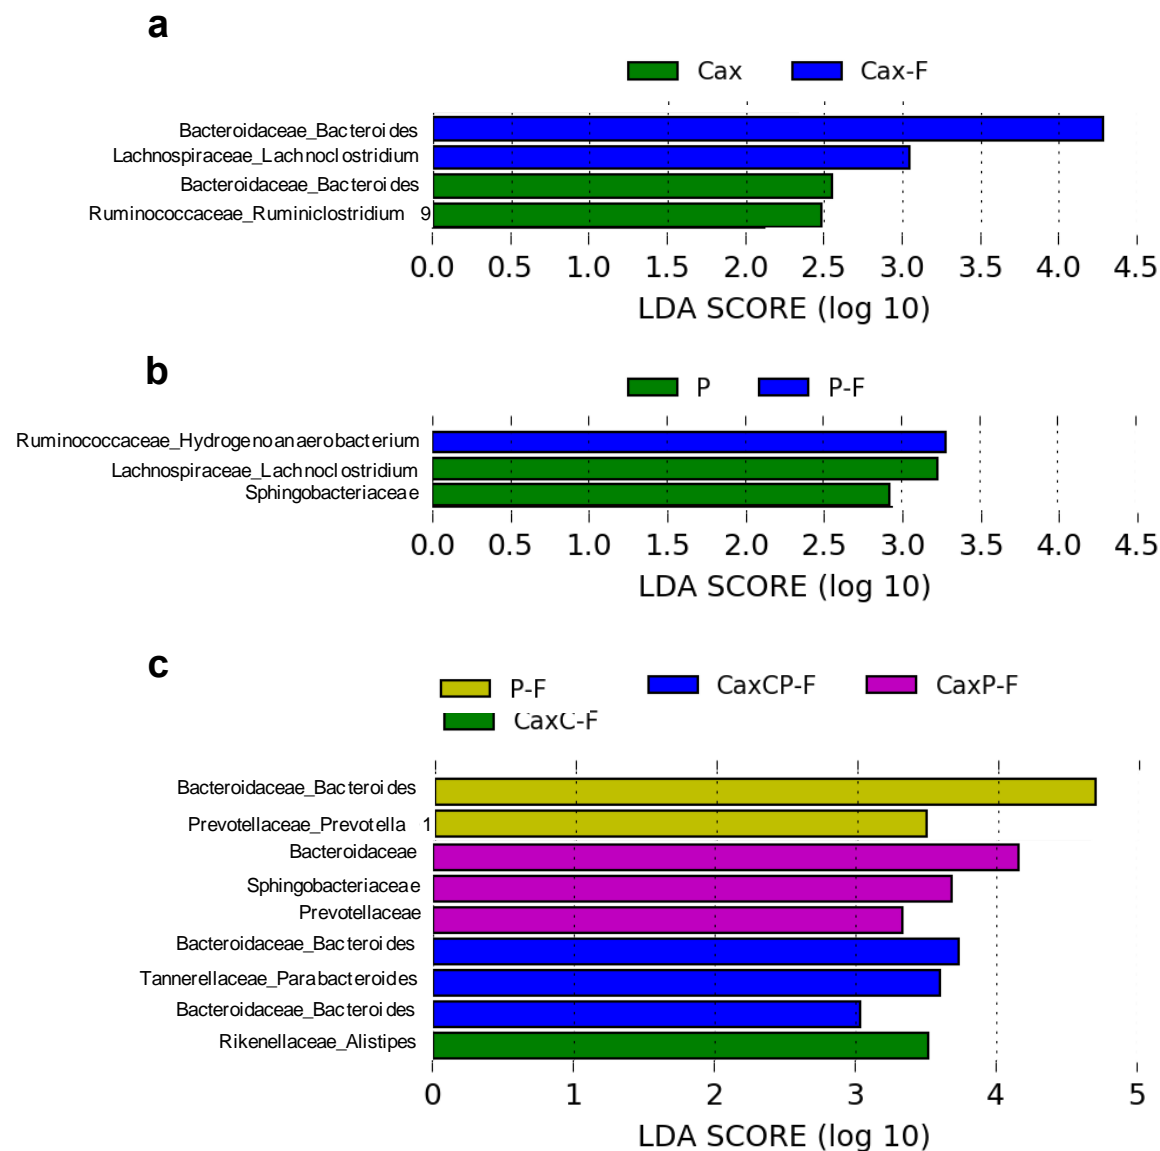 a
Cax Cax-F
Bacteroidaceae_Bacteroides
Lachnospiraceae_Lachnoclostridium
Bacteroidaceae_Bacteroides
Ruminococcaceae_Ruminiclostridium 9
0.0 0.5 1.0 1.5 2.0 2.5 3.0 3.5 4.0 4.5
LDA SCORE (log 10)
b
P P-F
Ruminococcaceae_Hydrogenoanaerobacterium
Lachnospiraceae_Lachnoclostridium
Sphingobacteriaceae
0.0 0.5 1.0 1.5 2.0 2.5 3.0 3.5 4.0 4.5
LDA SCORE (log 10)
c
P-F CaxCP-F CaxP-F
CaxC-F
Bacteroidaceae_Bacteroides
Prevotellaceae_Prevotella 1
Bacteroidaceae
Sphingobacteriaceae
Prevotellaceae
Bacteroidaceae_Bacteroides
Tannerellaceae_Parabacteroides
Bacteroidaceae_Bacteroides
Rikenellaceae_Alistipes
0 1 2 3 4 5
LDA SCORE (log 10)